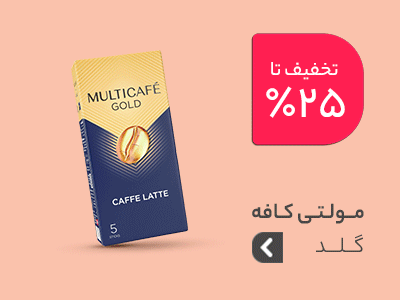 تخفیف تا
%۲۵
MULTICAFÉ
GOLD
CAFFE LATTE
5
مولتی کافه
گلد